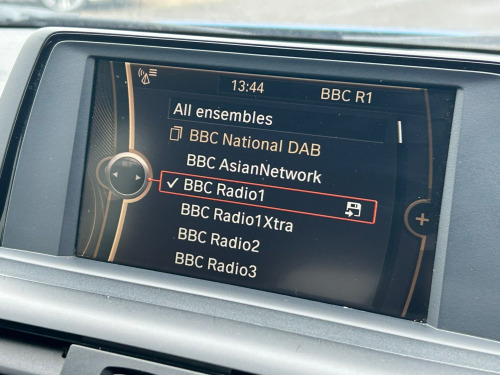 13:44 BBC R1
All ensembles
BBC National DAB
BBC AsianNetwork
BBC Radio1
BBC Radio1Xtra
BBC Radio2
BBC Radio3